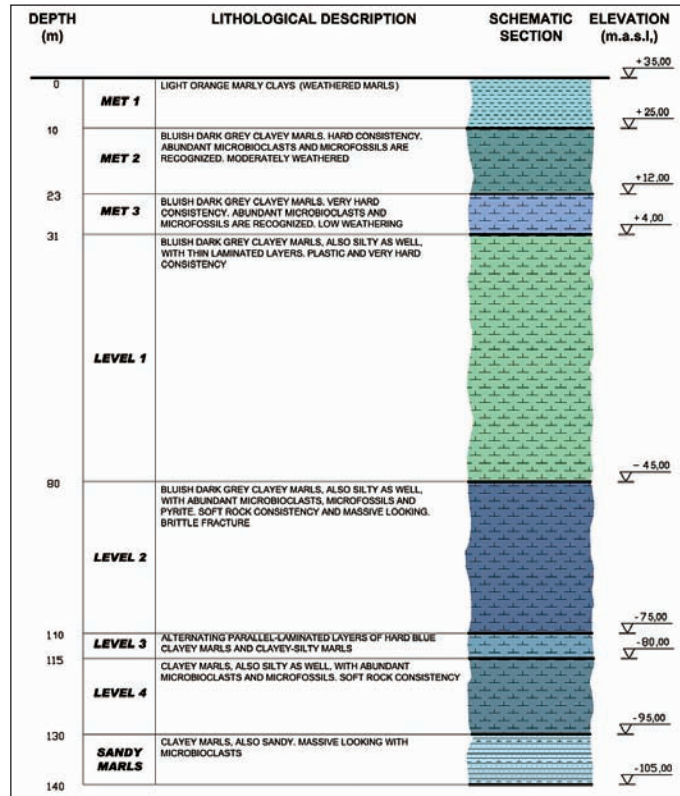 DEPTH
(m)
LITHOLOGICAL DESCRIPTION
SCHEMATIC
SECTION
ELEVATION
(m.a.s.l,)
+35,00
0
MET 1
LIGHT ORANGE MARLY CLAYS (WEATHERED MARLS)
+25,00
10
MET 2
BLUISH DARK GREY CLAYEY MARLS. HARD CONSISTENCY.
ABUNDANT MICROBIOCLASTS AND MICROFOSSILS ARE
RECOGNIZED. MODERATELY WEATHERED
+12,00
23
MET 3
BLUISH DARK GREY CLAYEY MARLS. VERY HARD
CONSISTENCY. ABUNDANT MICROBIOCLASTS AND
MICROFOSSILS ARE RECOGNIZED. LOW WEATHERING
+4,00
31
LEVEL 1
BLUISH DARK GREY CLAYEY MARLS, ALSO SILTY AS WELL,
WITH THIN LAMINATED LAYERS. PLASTIC AND VERY HARD
CONSISTENCY
- 45,00
80
LEVEL 2
BLUISH DARK GREY CLAYEY MARLS, ALSO SILTY AS WELL,
WITH ABUNDANT MICROBIOCLASTS, MICROFOSSILS AND
PYRITE. SOFT ROCK CONSISTENCY AND MASSIVE LOOKING.
BRITTLE FRACTURE
-75,00
110
LEVEL 3
ALTERNATING PARALLEL-LAMINATED LAYERS OF HARD BLUE
CLAYEY MARLS AND CLAYEY-SILTY MARLS
-80,00
115
LEVEL 4
CLAYEY MARLS, ALSO SILTY AS WELL, WITH ABUNDANT
MICROBIOCLASTS AND MICROFOSSILS. SOFT ROCK CONSISTENCY
-95,00
130
SANDY
MARLS
CLAYEY MARLS, ALSO SANDY. MASSIVE LOOKING WITH
MICROBIOCLASTS
-105,00
140